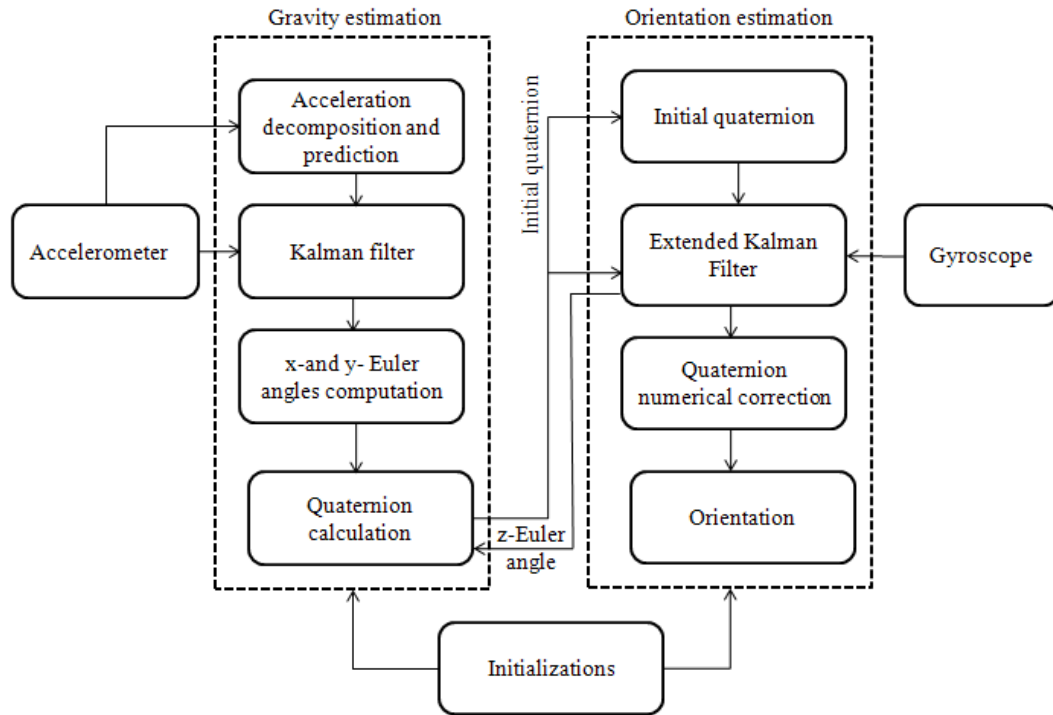 Gravity estimation
Orientation estimation
Acceleration
decomposition and
prediction
Initial quaternion
Initial quaternion
Accelerometer
Kalman filter
Extended Kalman
Filter
Gyroscope
x-and y- Euler
angles computation
Quaternion
numerical correction
Quaternion
calculation
z-Euler
angle
Orientation
Initializations